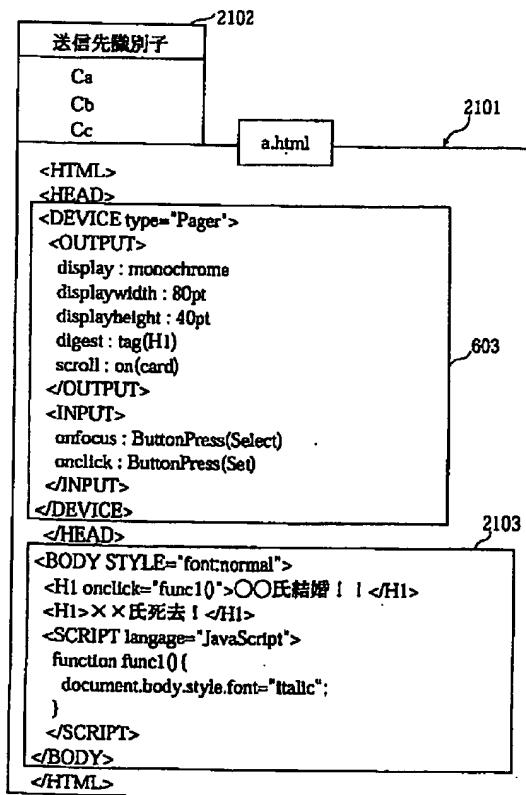 2102
送信先識別子
Ca
Cb
Cc
2101
a.html
<HTML>
<HEAD>
<DEVICE type="Pager">
<OUTPUT>
display : monochrome
displaywidth : 80pt
displayheight : 40pt
digest : tag(H1)
scroll : on(card)
</OUTPUT>
603
<INPUT>
onfocus : ButtonPress(Select)
onclick : ButtonPress(Set)
</INPUT>
</DEVICE>
</HEAD>
2103
<BODY STYLE="font:normal">
<H1 onclick="func1()">○○氏結婚！！</H1>
<H1>××氏死去！</H1>
<SCRIPT langage="JavaScript">
function func1() {
document.body.style.font="italic";
}
</SCRIPT>
</BODY>
</HTML>